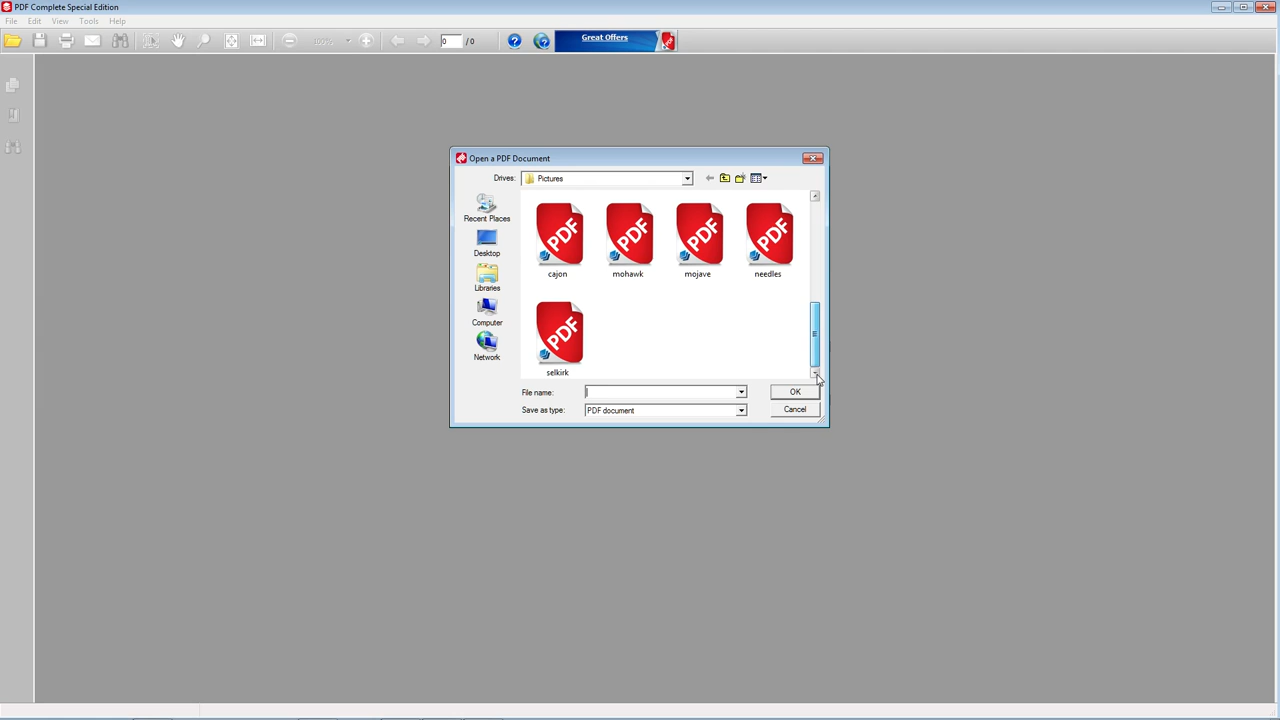 PDF Complete Special Edition
File Edit View Tools Help
100% 0 / 0 Great Offers
Open a PDF Document
Drives: Pictures
Recent Places
Desktop
Libraries
Computer
Network
PDF PDF PDF PDF
cajon mohawk mojave needles
PDF
selkirk
File name: OK
Save as type: PDF document Cancel